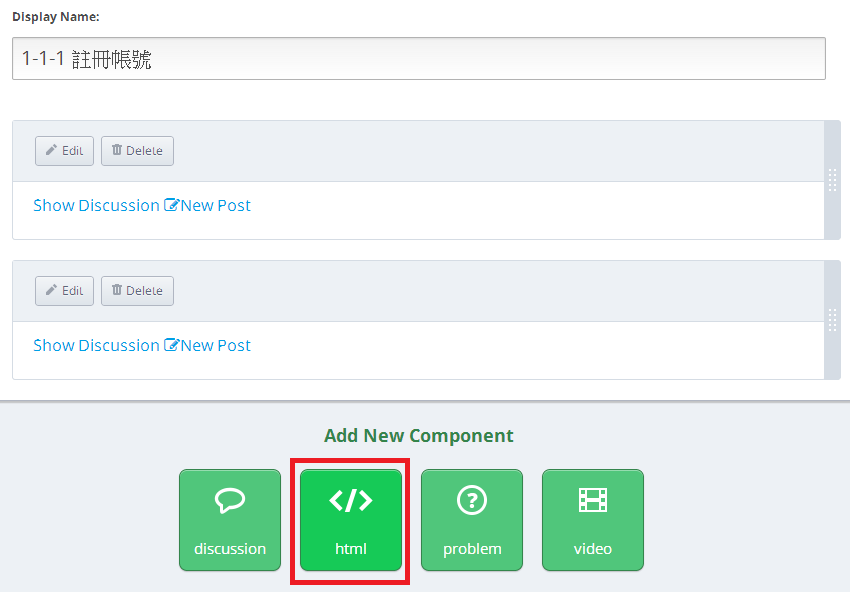 Display Name:
1-1-1 註冊帳號
Edit Delete
Show Discussion New Post
Edit Delete
Show Discussion New Post
Add New Component
discussion html problem video